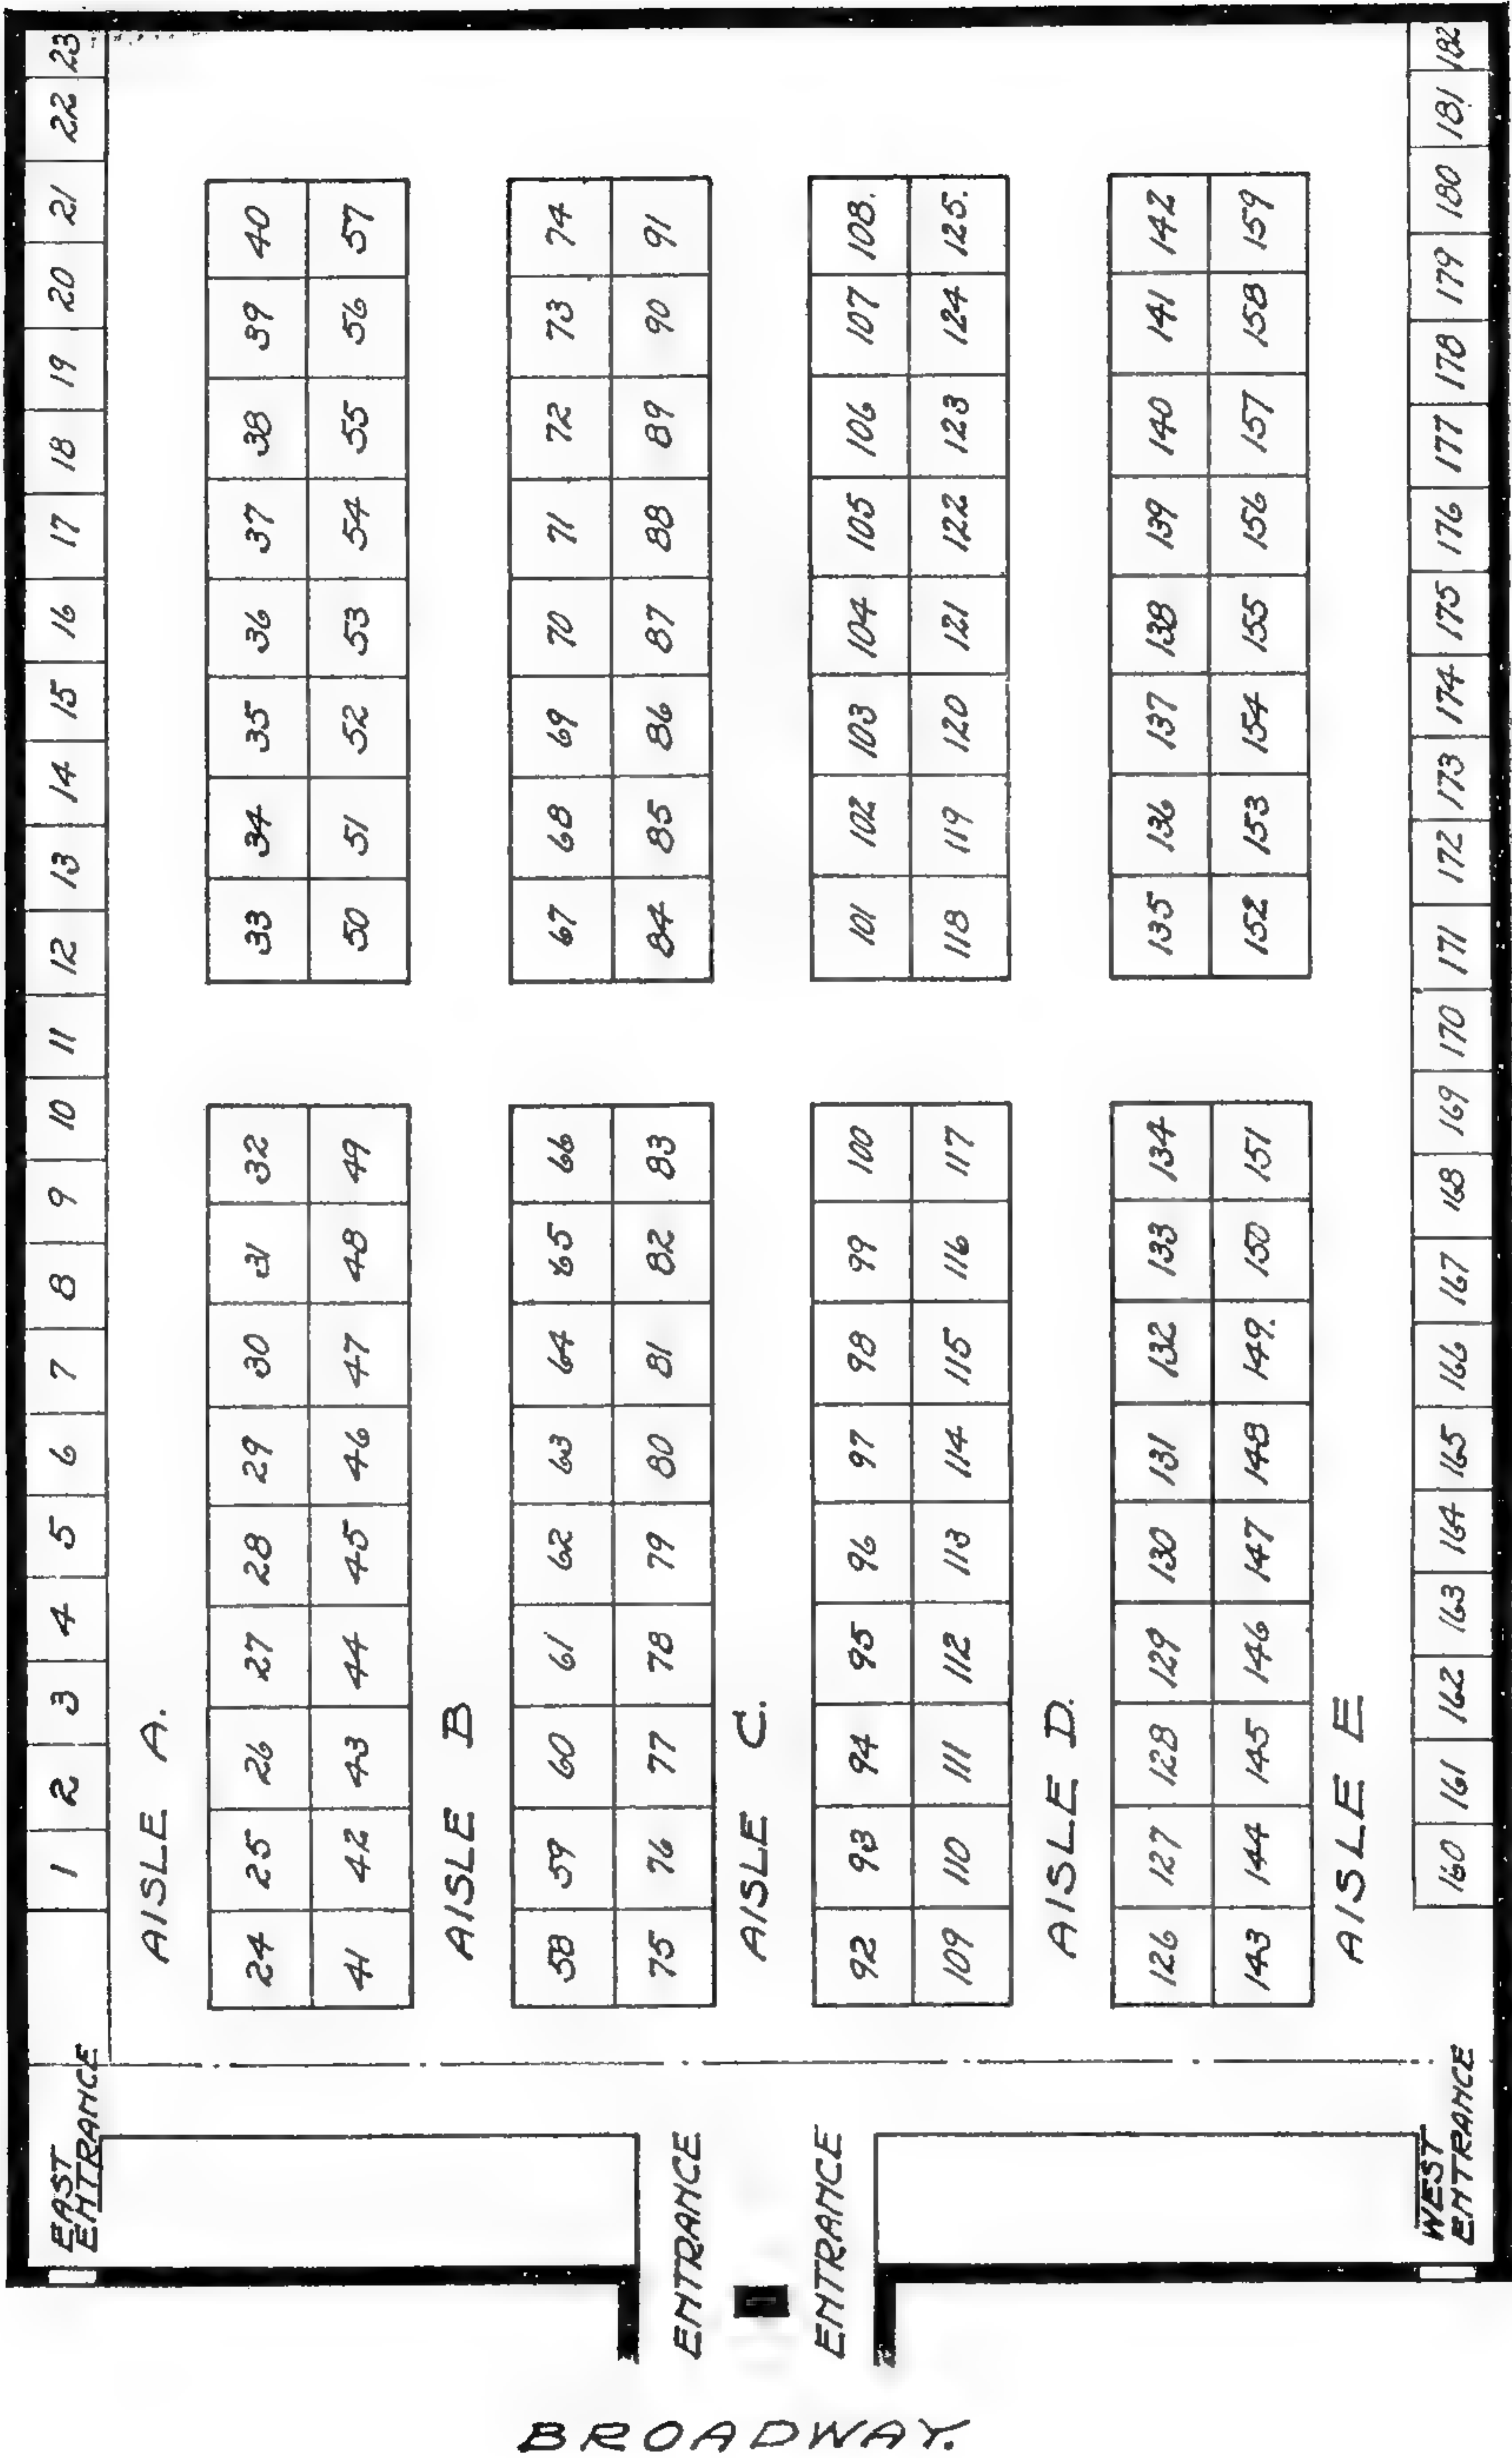 EAST
ENTRANCE
1 2 3 4 5 6 7 8 9 10 11 12 13 14 15 16 17 18 19 20 21 22 23
AISLE A.
24 25 26 27 28 29 30 31 32 33 34 35 36 37 38 39 40
41 42 43 44 45 46 47 48 49 50 51 52 53 54 55 56 57
AISLE B
58 59 60 61 62 63 64 65 66 67 68 69 70 71 72 73 74
75 76 77 78 79 80 81 82 83 84 85 86 87 88 89 90 91
ENTRANCE
AISLE C.
ENTRANCE
92 93 94 95 96 97 98 99 100 101 102 103 104 105 106 107 108.
109 110 111 112 113 114 115 116 117 118 119 120 121 122 123 124 125.
AISLE D.
126 127 128 129 130 131 132 133 134 135 136 137 138 139 140 141 142
143 144 145 146 147 148 149. 150 151 152 153 154 155 156 157 158 159
AISLE E
WEST
ENTRANCE
160 161 162 163 164 165 166 167 168 169 170 171 172 173 174 175 176 177 178 179 180 181 182
BROADWAY.